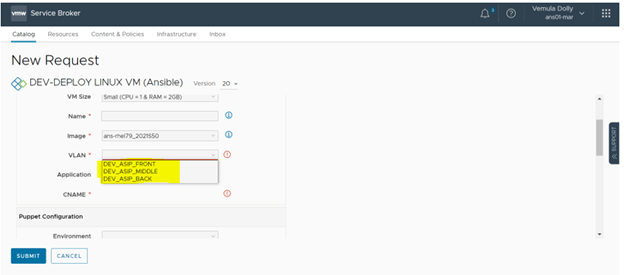 vmw Service Broker
Vemula Dolly
ans01-mar
Catalog Resources Content & Policies Infrastructure Inbox
New Request
DEV-DEPLOY LINUX VM (Ansible) Version 20
VM Size Small (CPU = 1 & RAM = 2GB)
Name *
Image * ans-rhel79_2021S50
VLAN *
DEV_ASIP_FRONT
Application DEV_ASIP_MIDDLE
DEV_ASIP_BACK
CNAME *
Puppet Configuration
Environment
SUBMIT CANCEL
SUPPORT